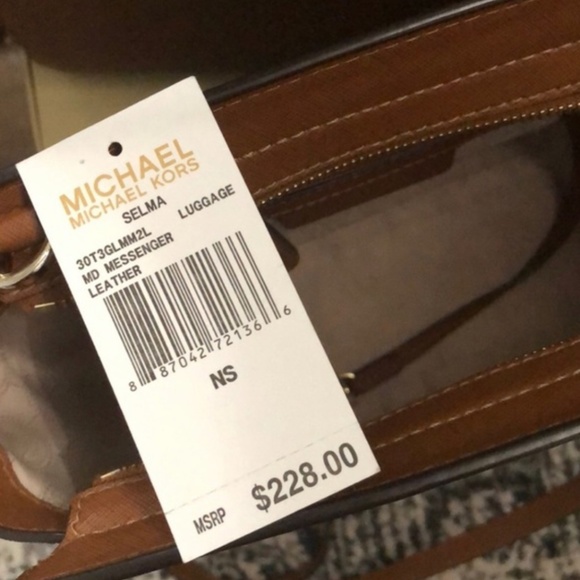 MICHAEL
MICHAEL KORS
SELMA
30T3GLMM2L LUGGAGE
MD MESSENGER
LEATHER
8 87042 72136 6
NS
MSRP $228.00